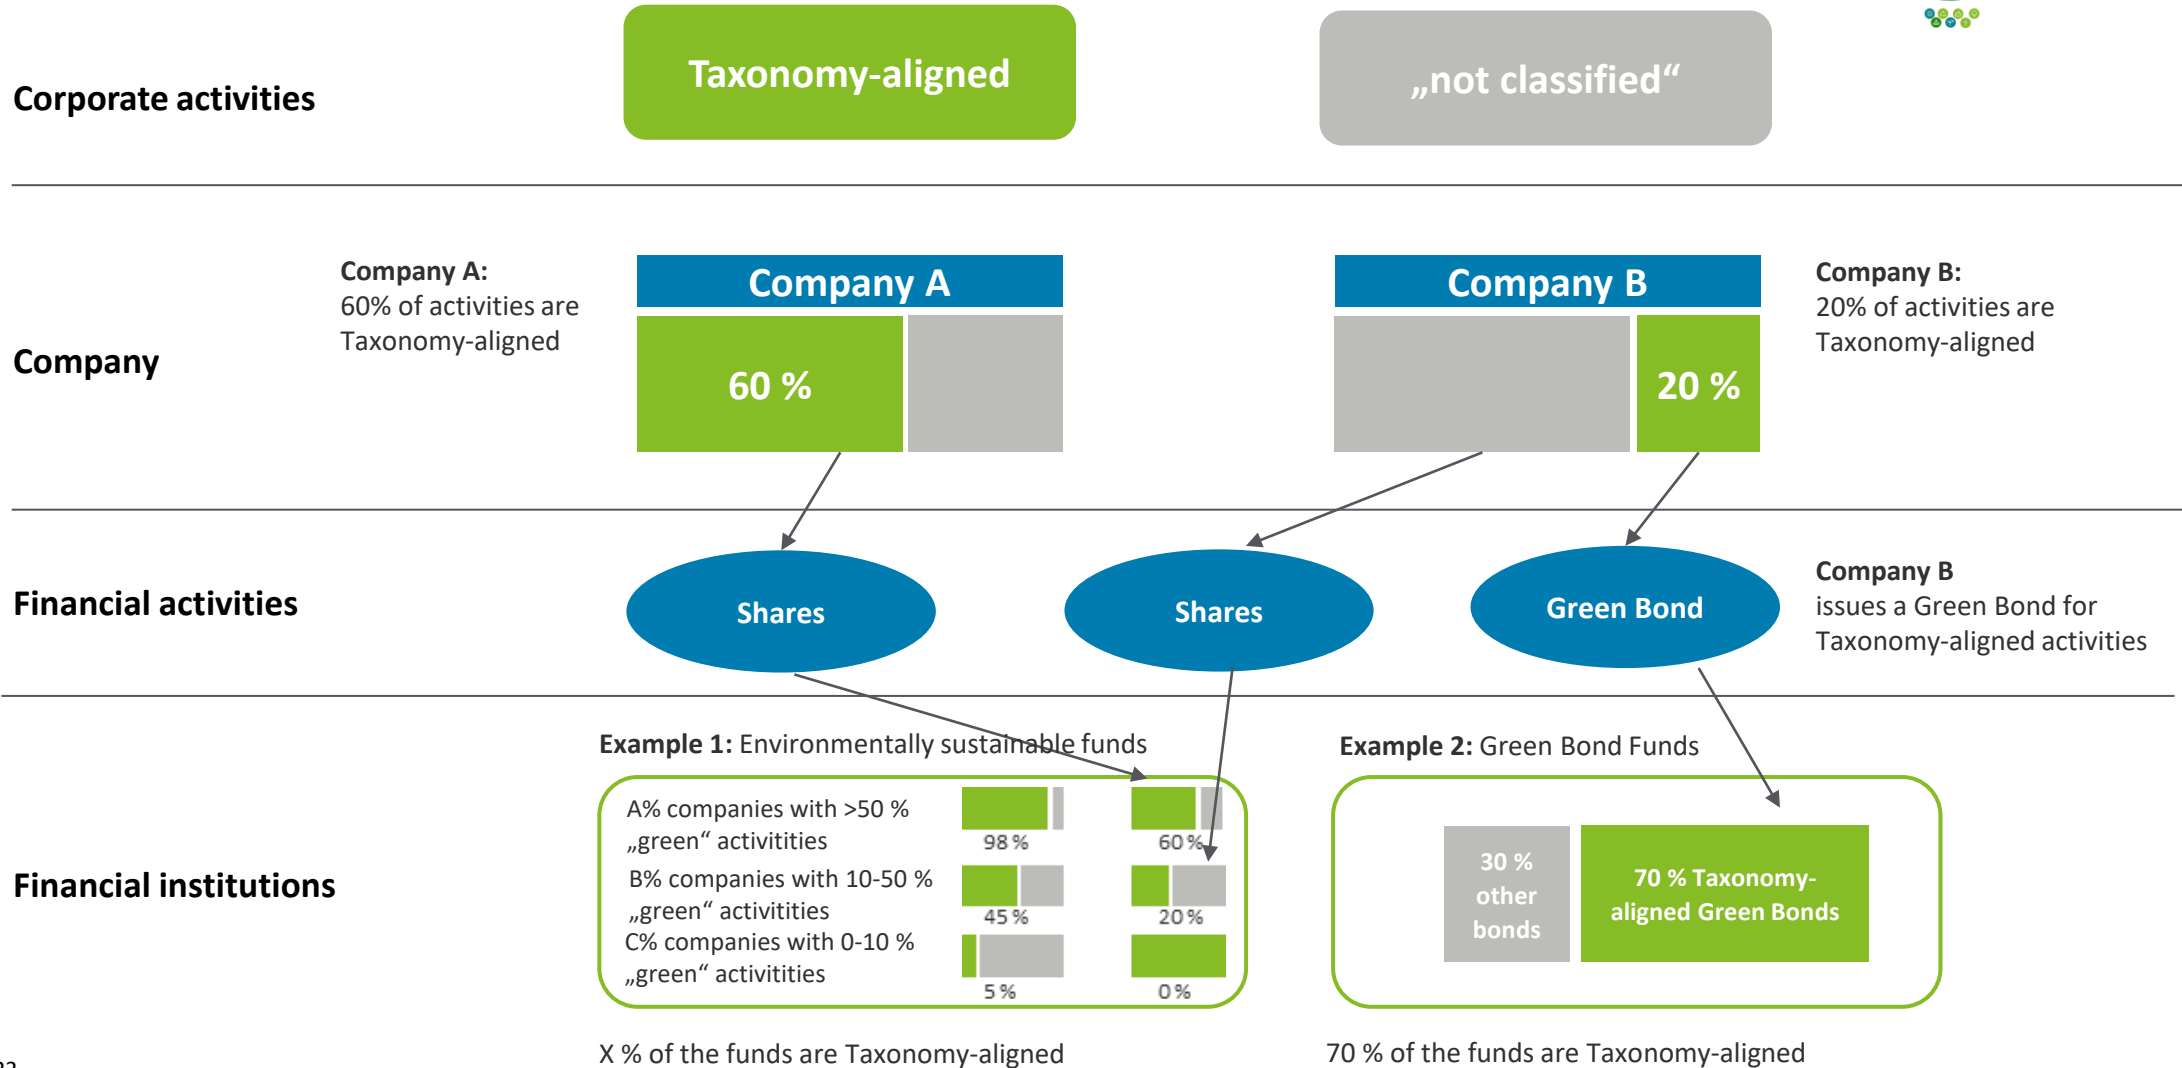 Corporate activities
Taxonomy-aligned
„not classified“
Company
Company A:
60% of activities are
Taxonomy-aligned
Company A
60 %
Company B
20 %
Company B:
20% of activities are
Taxonomy-aligned
Financial activities
Shares
Shares
Green Bond
Company B
issues a Green Bond for
Taxonomy-aligned activities
Financial institutions
Example 1: Environmentally sustainable funds
A% companies with >50 %
„green“ activitities
98 %
60 %
B% companies with 10-50 %
„green“ activitities
45 %
20 %
C% companies with 0-10 %
„green“ activitities
5 %
0 %
X % of the funds are Taxonomy-aligned
Example 2: Green Bond Funds
30 %
other
bonds
70 % Taxonomy-
aligned Green Bonds
70 % of the funds are Taxonomy-aligned